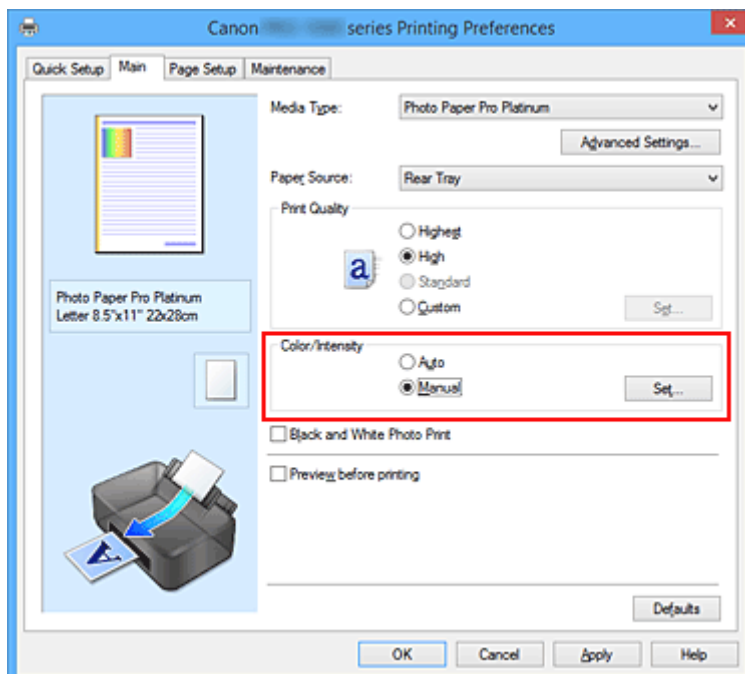 Canon series Printing Preferences
Quick Setup Main Page Setup Maintenance
Media Type: Photo Paper Pro Platinum
Advanced Settings...
Paper Source: Rear Tray
Print Quality
Highest
a High
Standard
Custom Set...
Photo Paper Pro Platinum
Letter 8.5"x11" 22x28cm
Color/Intensity
Auto
Manual Set...
Black and White Photo Print
Preview before printing
A
Defaults
OK Cancel Apply Help